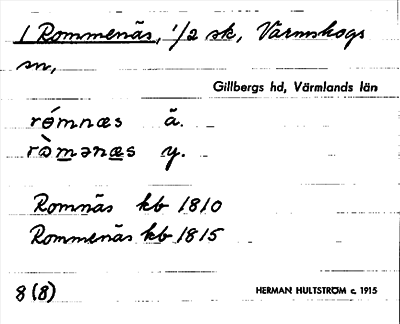 1 Rommenäs, 1/2 sk, Värmskogs
sn,
Gillbergs hd, Värmlands län
rómnæs ä.
ròmənæs y.
Romnäs kb 1810
Rommenäs kb 1815
8 (8)
HERMAN HULTSTRÖM c. 1915